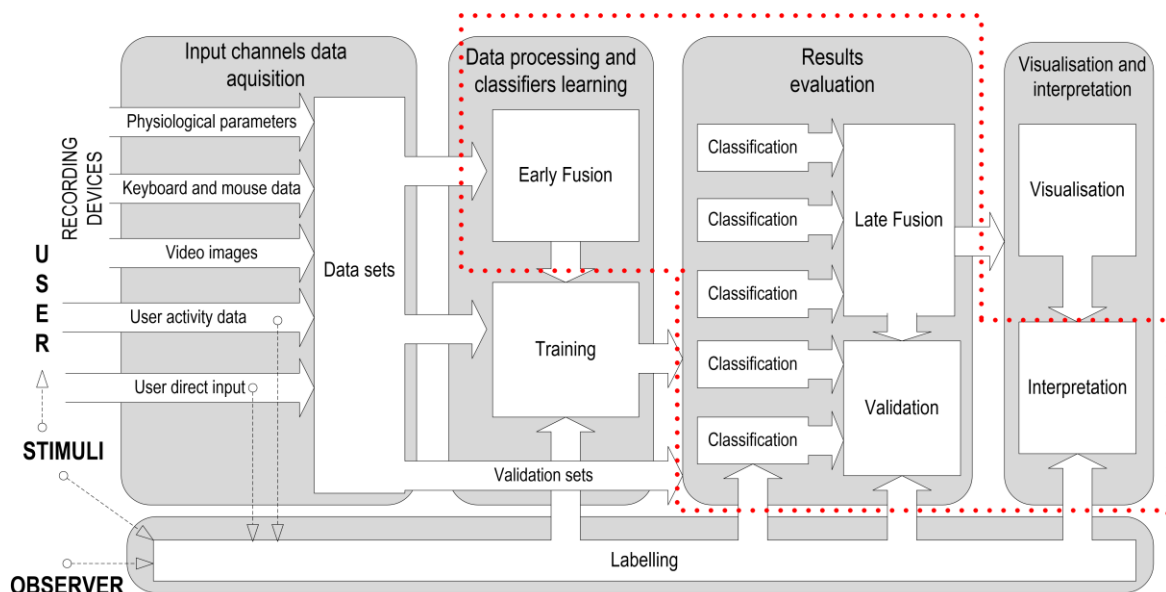 Input channels data
aquisition
Data processing and
classifiers learning
Results
evaluation
Visualisation and
interpretation
RECORDING
DEVICES
USER
Physiological parameters
Keyboard and mouse data
Video images
User activity data
User direct input
Data sets
Early Fusion
Training
Validation sets
Classification
Classification
Classification
Classification
Classification
Late Fusion
Validation
Visualisation
Interpretation
STIMULI
OBSERVER
Labelling